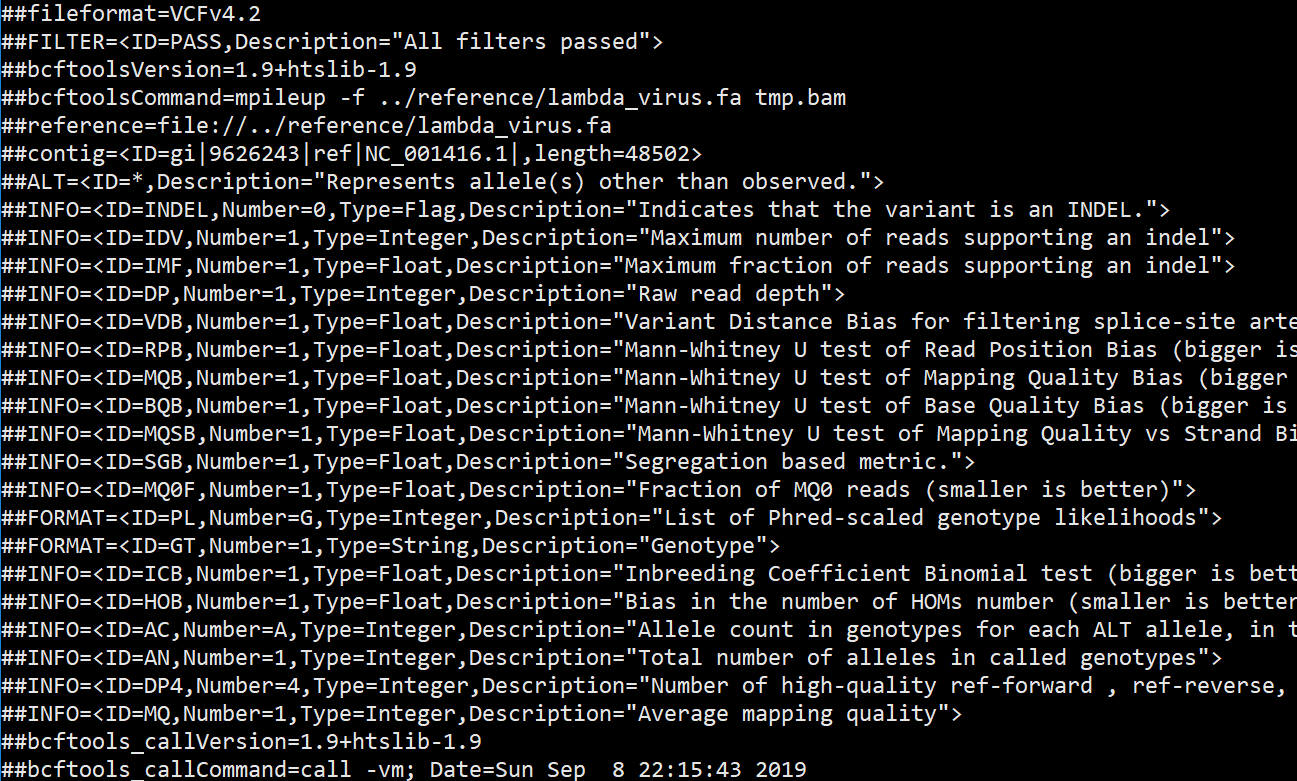 ##fileformat=VCFv4.2
##FILTER=<ID=PASS,Description="All filters passed">
##bcftoolsVersion=1.9+htslib-1.9
##bcftoolsCommand=mpileup -f ../reference/lambda_virus.fa tmp.bam
##reference=file://../reference/lambda_virus.fa
##contig=<ID=gi|9626243|ref|NC_001416.1|,length=48502>
##ALT=<ID=*,Description="Represents allele(s) other than observed.">
##INFO=<ID=INDEL,Number=0,Type=Flag,Description="Indicates that the variant is an INDEL.">
##INFO=<ID=IDV,Number=1,Type=Integer,Description="Maximum number of reads supporting an indel">
##INFO=<ID=IMF,Number=1,Type=Float,Description="Maximum fraction of reads supporting an indel">
##INFO=<ID=DP,Number=1,Type=Integer,Description="Raw read depth">
##INFO=<ID=VDB,Number=1,Type=Float,Description="Variant Distance Bias for filtering splice-site arte
##INFO=<ID=RPB,Number=1,Type=Float,Description="Mann-Whitney U test of Read Position Bias (bigger is
##INFO=<ID=MQB,Number=1,Type=Float,Description="Mann-Whitney U test of Mapping Quality Bias (bigger
##INFO=<ID=BQB,Number=1,Type=Float,Description="Mann-Whitney U test of Base Quality Bias (bigger is
##INFO=<ID=MQSB,Number=1,Type=Float,Description="Mann-Whitney U test of Mapping Quality vs Strand Bi
##INFO=<ID=SGB,Number=1,Type=Float,Description="Segregation based metric.">
##INFO=<ID=MQ0F,Number=1,Type=Float,Description="Fraction of MQ0 reads (smaller is better)">
##FORMAT=<ID=PL,Number=G,Type=Integer,Description="List of Phred-scaled genotype likelihoods">
##FORMAT=<ID=GT,Number=1,Type=String,Description="Genotype">
##INFO=<ID=ICB,Number=1,Type=Float,Description="Inbreeding Coefficient Binomial test (bigger is bett
##INFO=<ID=HOB,Number=1,Type=Float,Description="Bias in the number of HOMs number (smaller is better
##INFO=<ID=AC,Number=A,Type=Integer,Description="Allele count in genotypes for each ALT allele, in t
##INFO=<ID=AN,Number=1,Type=Integer,Description="Total number of alleles in called genotypes">
##INFO=<ID=DP4,Number=4,Type=Integer,Description="Number of high-quality ref-forward , ref-reverse,
##INFO=<ID=MQ,Number=1,Type=Integer,Description="Average mapping quality">
##bcftools_callVersion=1.9+htslib-1.9
##bcftools_callCommand=call -vm; Date=Sun Sep  8 22:15:43 2019